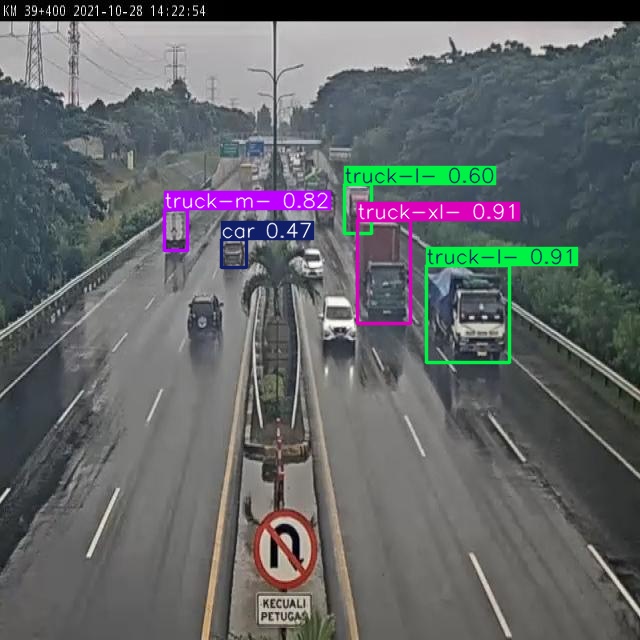 KM 39+400 2021-10-28 14:22:54
truck-l- 0.60
truck-m- 0.82
truck-xl- 0.91
car 0.47
truck-l- 0.91
KECUALI
PETUGAS